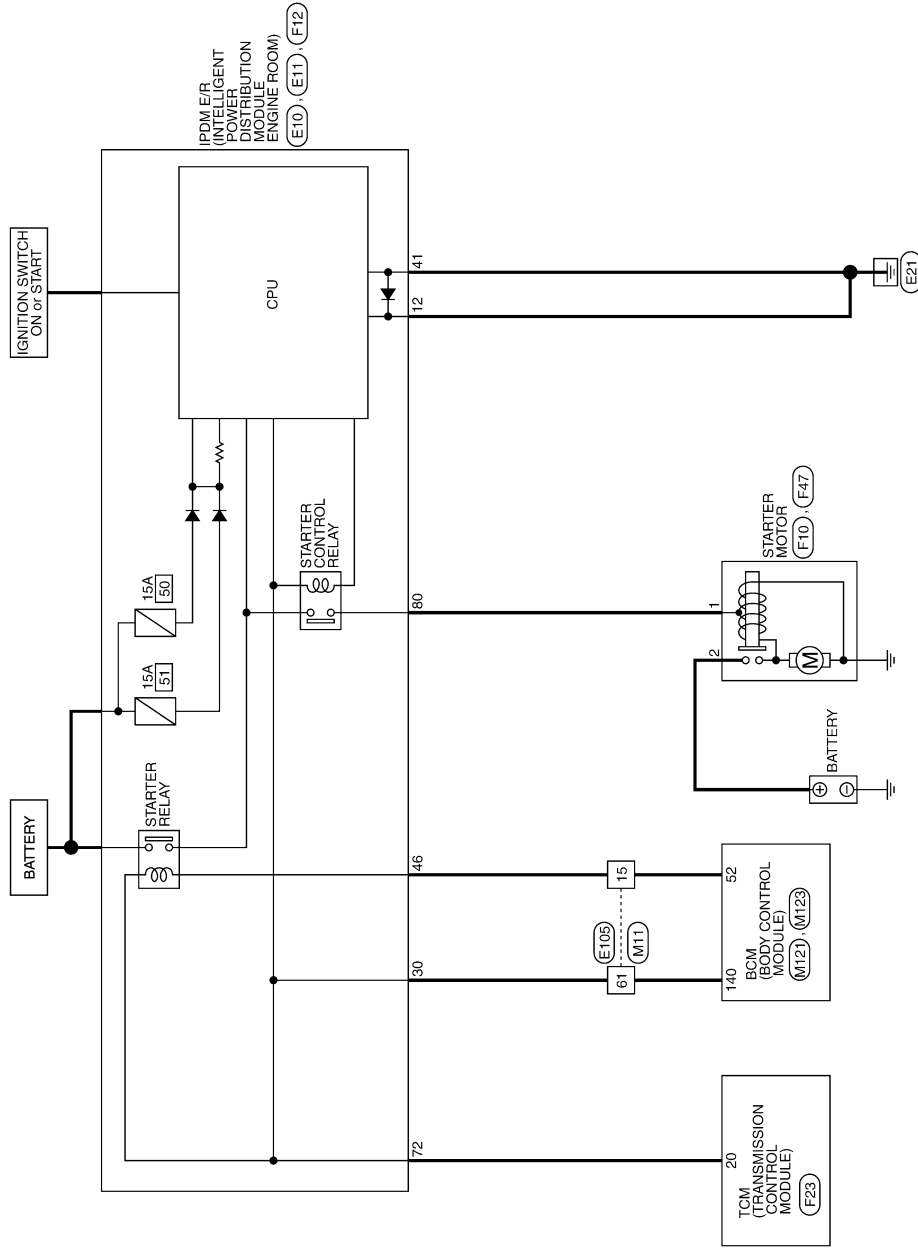 IGNITION SWITCH
ON or START
BATTERY
IPDM E/R
(INTELLIGENT
POWER
DISTRIBUTION
MODULE
ENGINE ROOM)
E10 , E11 , F12
CPU
15A
50
15A
51
STARTER
RELAY
STARTER
CONTROL
RELAY
72
30
46
80
12
41
E105
61
15
M11
20
TCM
(TRANSMISSION
CONTROL
MODULE)
F23
140
52
BCM
(BODY CONTROL
MODULE)
M121 , M123
BATTERY
+
−
2
1
M
STARTER
MOTOR
F10 , F47
E21